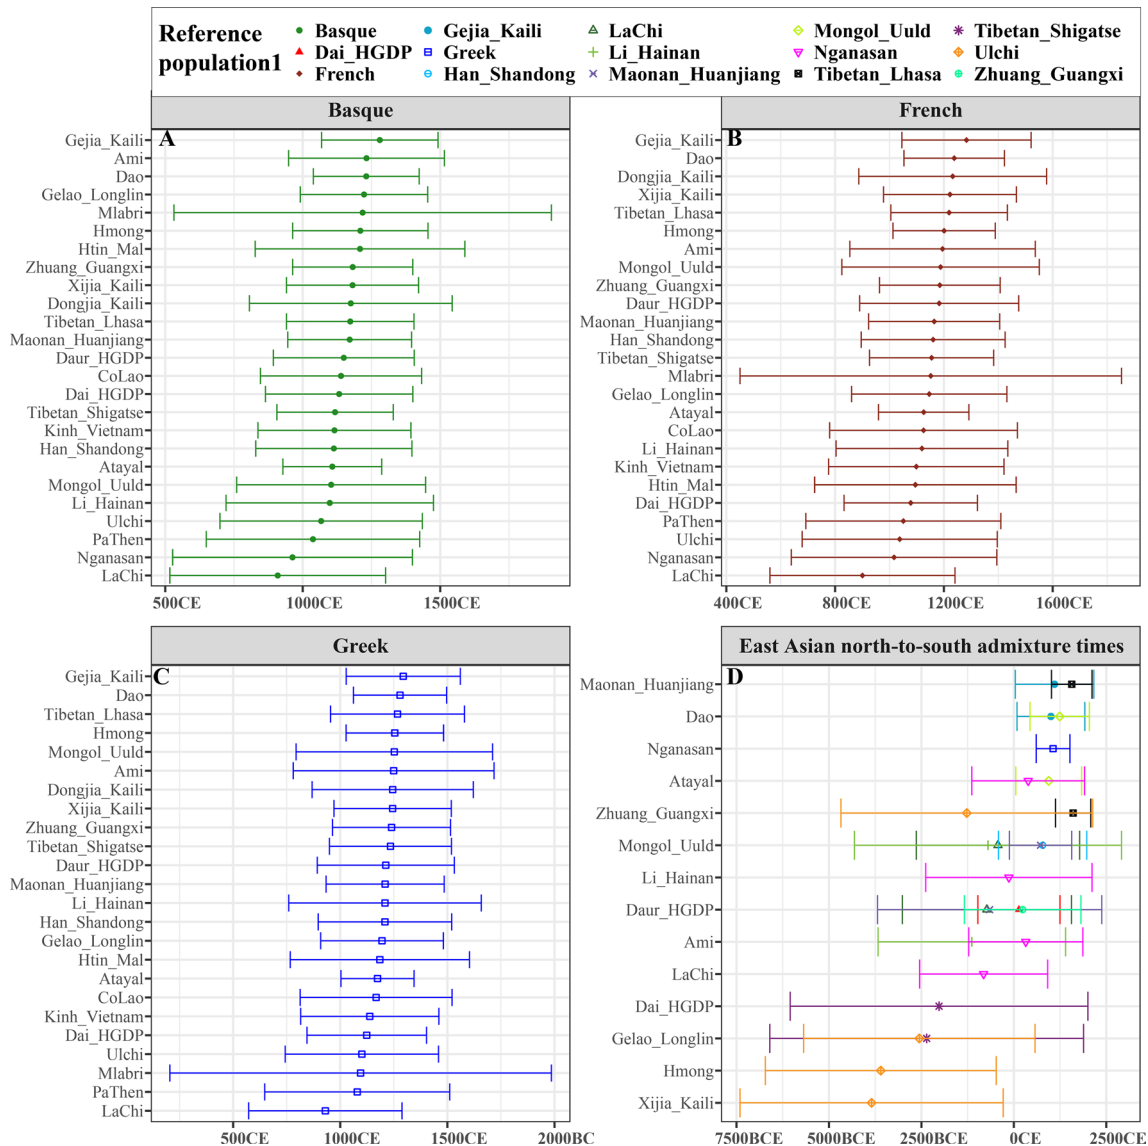 Reference population1
Basque
Gejia_Kaili
LaChi
Mongol_Uuld
Tibetan_Shigatse
Dai_HGDP
Greek
Li_Hainan
Nganasan
Ulchi
French
Han_Shandong
Maonan_Huanjiang
Tibetan_Lhasa
Zhuang_Guangxi
Basque
A
Gejia_Kaili
Ami
Dao
Gelao_Longlin
Mlabri
Hmong
Htin_Mal
Zhuang_Guangxi
Xijia_Kaili
Dongjia_Kaili
Tibetan_Lhasa
Maonan_Huanjiang
Daur_HGDP
CoLao
Dai_HGDP
Tibetan_Shigatse
Kinh_Vietnam
Han_Shandong
Atayal
Mongol_Uuld
Li_Hainan
Ulchi
PaThen
Nganasan
LaChi
500CE 1000CE 1500CE
French
B
Gejia_Kaili
Dao
Dongjia_Kaili
Xijia_Kaili
Tibetan_Lhasa
Hmong
Ami
Mongol_Uuld
Zhuang_Guangxi
Daur_HGDP
Maonan_Huanjiang
Han_Shandong
Tibetan_Shigatse
Mlabri
Gelao_Longlin
Atayal
CoLao
Li_Hainan
Kinh_Vietnam
Htin_Mal
Dai_HGDP
PaThen
Ulchi
Nganasan
LaChi
400CE 800CE 1200CE 1600CE
Greek
C
Gejia_Kaili
Dao
Tibetan_Lhasa
Hmong
Mongol_Uuld
Ami
Dongjia_Kaili
Xijia_Kaili
Zhuang_Guangxi
Tibetan_Shigatse
Daur_HGDP
Maonan_Huanjiang
Li_Hainan
Han_Shandong
Gelao_Longlin
Htin_Mal
Atayal
CoLao
Kinh_Vietnam
Dai_HGDP
Ulchi
Mlabri
PaThen
LaChi
500CE 1000CE 1500CE 2000BC
East Asian north-to-south admixture times
D
Maonan_Huanjiang
Dao
Nganasan
Atayal
Zhuang_Guangxi
Mongol_Uuld
Li_Hainan
Daur_HGDP
Ami
LaChi
Dai_HGDP
Gelao_Longlin
Hmong
Xijia_Kaili
7500BCE 5000BCE 2500BCE 0CE 2500CE